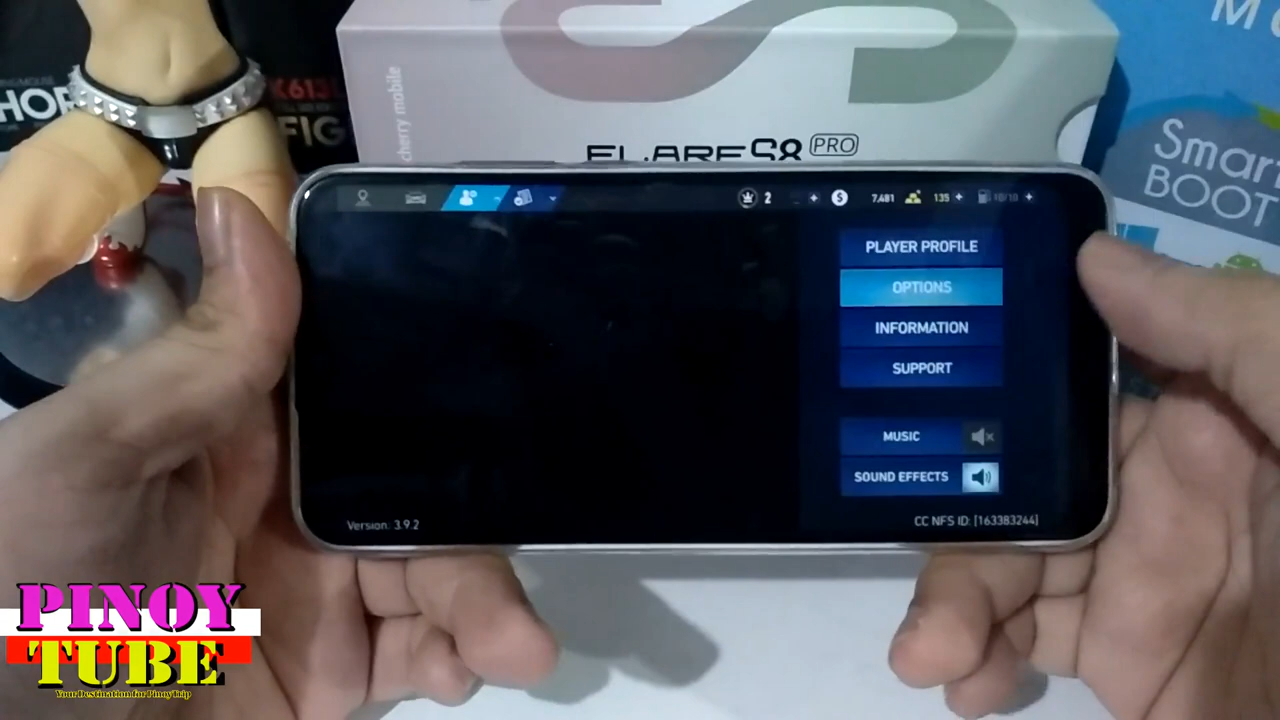 cherry mobile
FLARE S8 PRO
K613
FIG
Smart
BOOT
2
7,481
135
10/10
PLAYER PROFILE
OPTIONS
INFORMATION
SUPPORT
MUSIC
SOUND EFFECTS
Version: 3.9.2
CC NFS ID: [163383244]
PINOY
TUBE
Your Destination for PinoyTrip